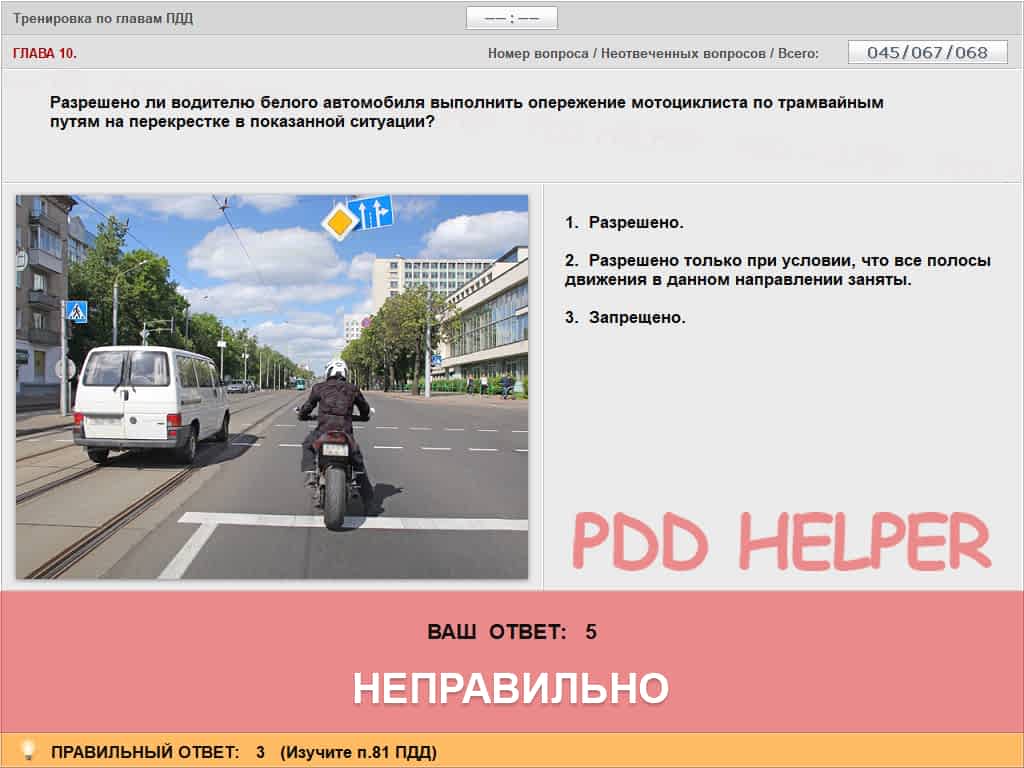 Тренировка по главам ПДД
—— : ——
ГЛАВА 10.
Номер вопроса / Неотвеченных вопросов / Всего:
045/067/068
Разрешено ли водителю белого автомобиля выполнить опережение мотоциклиста по трамвайным
путям на перекрестке в показанной ситуации?
1. Разрешено.
2. Разрешено только при условии, что все полосы
движения в данном направлении заняты.
3. Запрещено.
PDD HELPER
ВАШ ОТВЕТ: 5
НЕПРАВИЛЬНО
ПРАВИЛЬНЫЙ ОТВЕТ: 3 (Изучите п.81 ПДД)